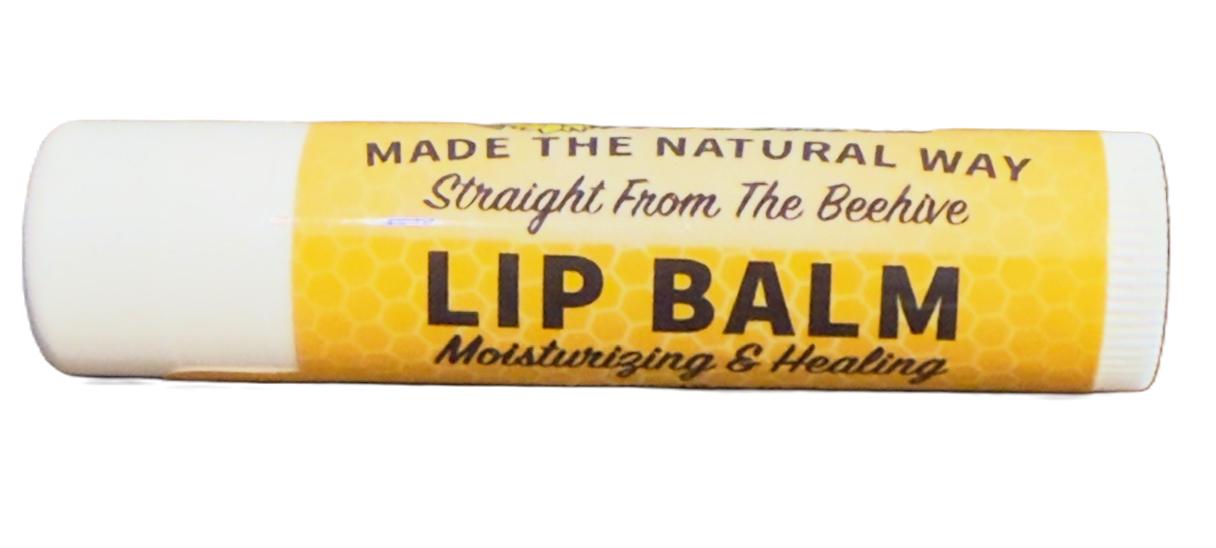 MADE THE NATURAL WAY
Straight From The Beehive
LIP BALM
Moisturizing & Healing